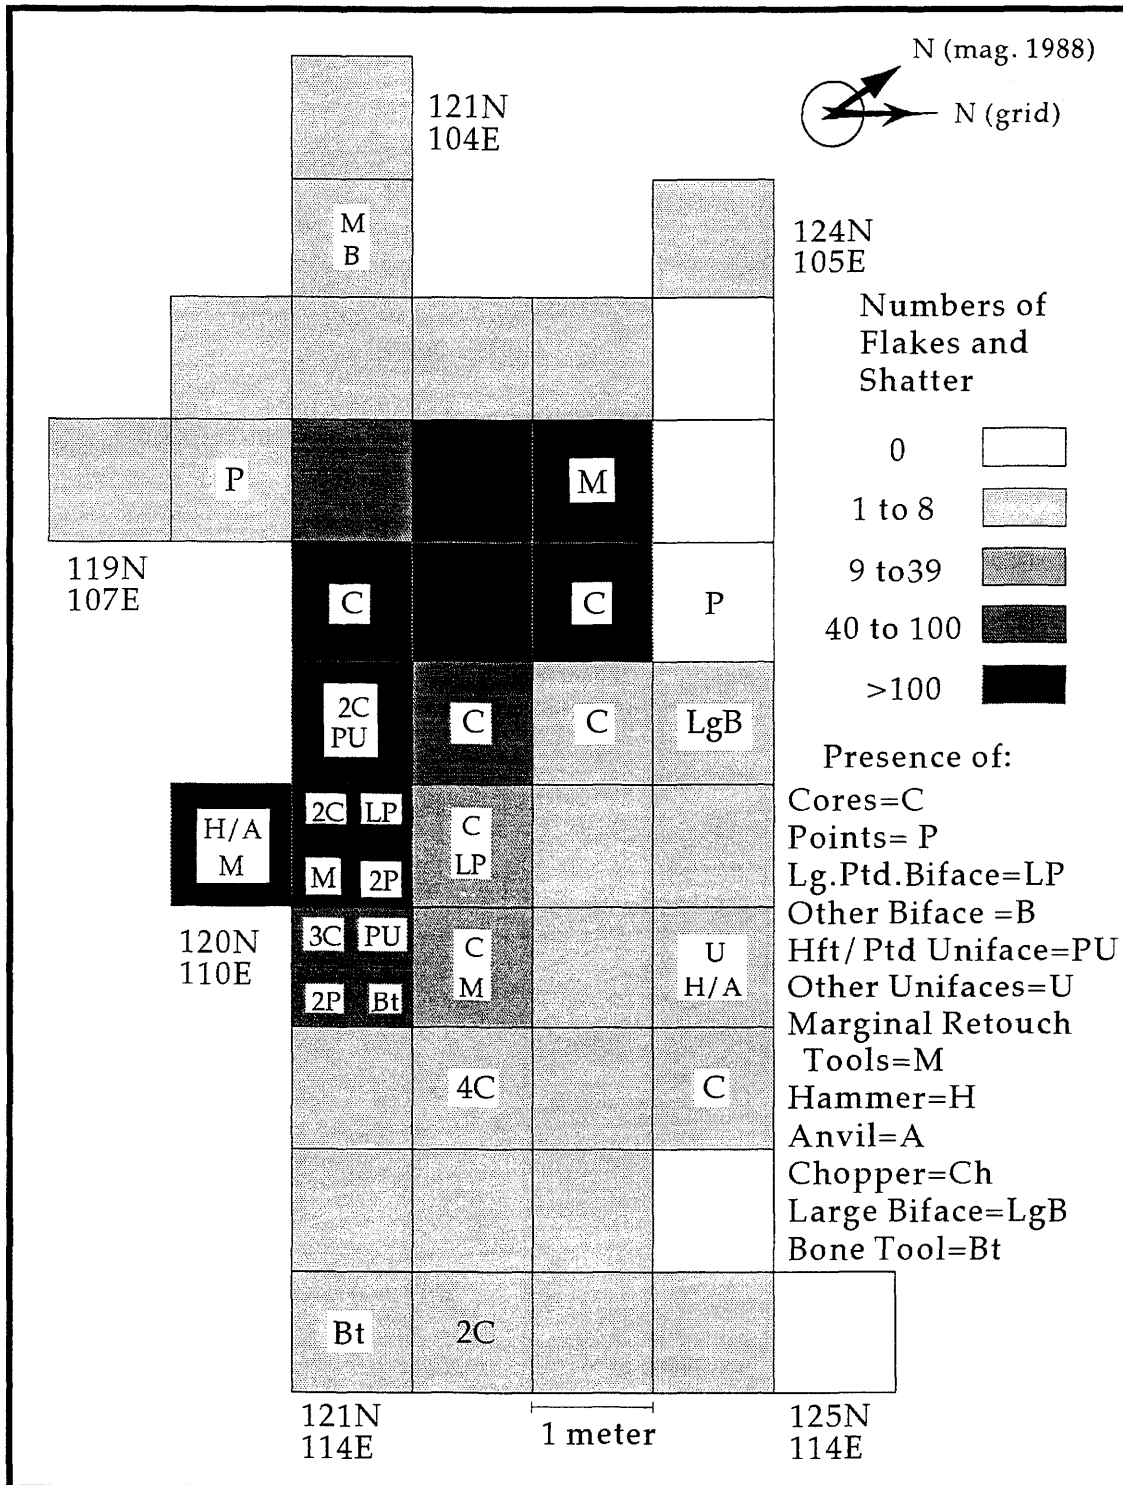 N (mag. 1988)
N (grid)
121N
104E
M
B
124N
105E
Numbers of
Flakes and
Shatter
0
1 to 8
9 to39
40 to 100
>100
P
M
119N
107E
C
C
P
2C
PU
C
C
LgB
H/A
M
2C LP
M 2P
C
LP
120N
110E
3C PU
2P Bt
C
M
U
H/A
4C
C
Bt
2C
121N
114E
1 meter
125N
114E
Presence of:
Cores=C
Points= P
Lg.Ptd.Biface=LP
Other Biface =B
Hft/ Ptd Uniface=PU
Other Unifaces=U
Marginal Retouch
Tools=M
Hammer=H
Anvil=A
Chopper=Ch
Large Biface=LgB
Bone Tool=Bt